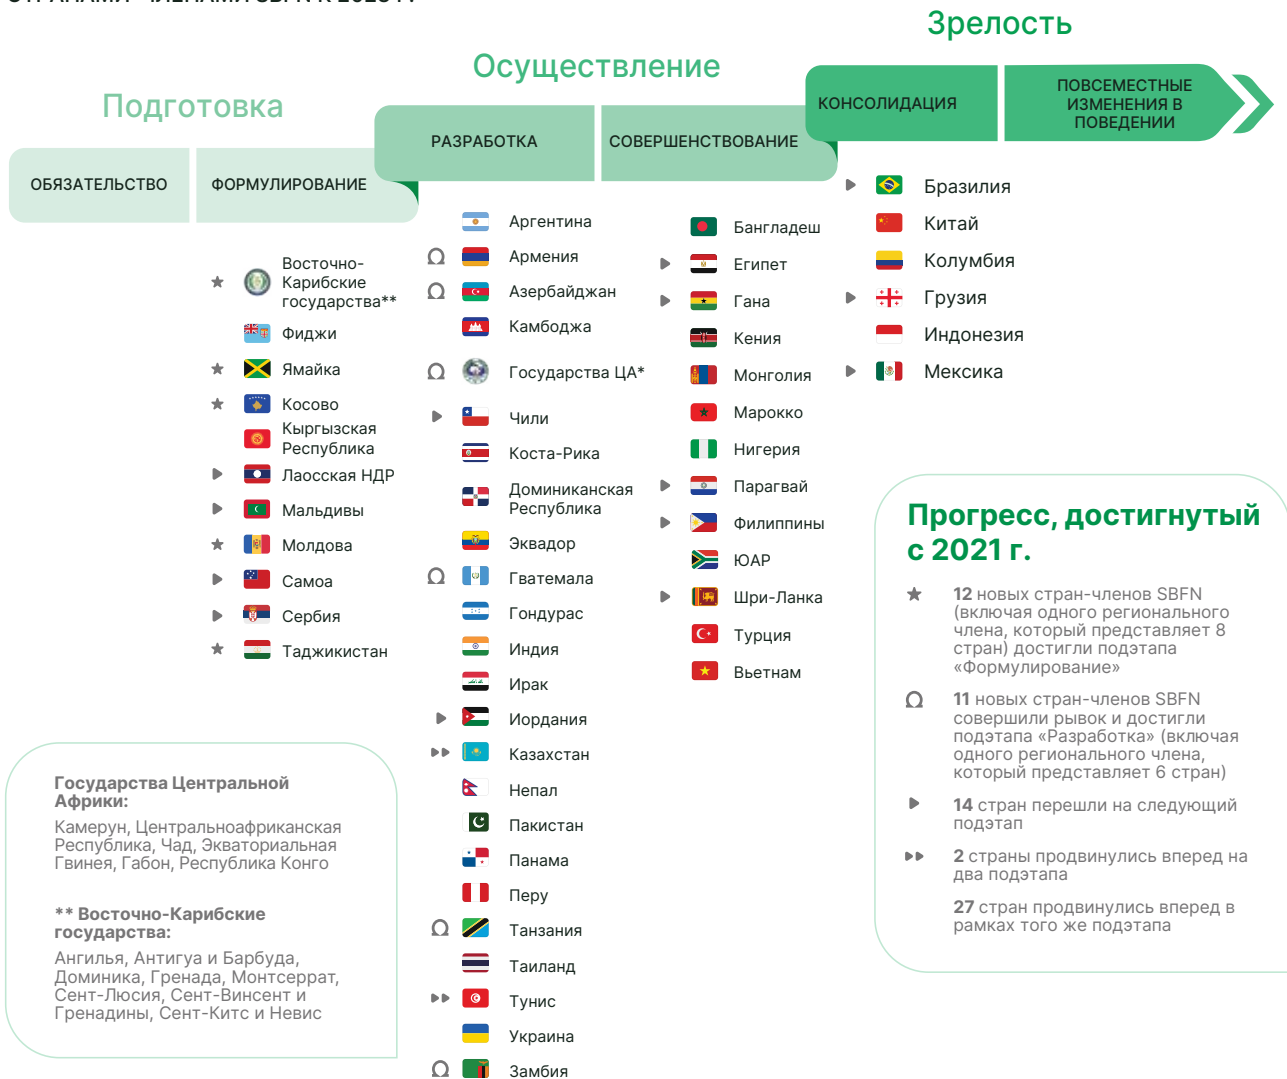 Зрелость
Осуществление
Подготовка
КОНСОЛИДАЦИЯ
ПОВСЕМЕСТНЫЕ
ИЗМЕНЕНИЯ В
ПОВЕДЕНИИ
РАЗРАБОТКА
СОВЕРШЕНСТВОВАНИЕ
ОБЯЗАТЕЛЬСТВО
ФОРМУЛИРОВАНИЕ
Восточно-
Карибские
государства**
Фиджи
Ямайка
Косово
Кыргызская
Республика
Лаосская НДР
Мальдивы
Молдова
Самоа
Сербия
Таджикистан
Аргентина
Армения
Азербайджан
Камбоджа
Государства ЦА*
Чили
Коста-Рика
Доминиканская
Республика
Эквадор
Гватемала
Гондурас
Индия
Ирак
Иордания
Казахстан
Непал
Пакистан
Панама
Перу
Танзания
Таиланд
Тунис
Украина
Замбия
Бангладеш
Египет
Гана
Кения
Монголия
Марокко
Нигерия
Парагвай
Филиппины
ЮАР
Шри-Ланка
Турция
Вьетнам
Бразилия
Китай
Колумбия
Грузия
Индонезия
Мексика
Прогресс, достигнутый
с 2021 г.
12 новых стран-членов SBFN
(включая одного регионального
члена, который представляет 8
стран) достигли подэтапа
«Формулирование»
11 новых стран-членов SBFN
совершили рывок и достигли
подэтапа «Разработка» (включая
одного регионального члена,
который представляет 6 стран)
14 стран перешли на следующий
подэтап
2 страны продвинулись вперед на
два подэтапа
27 стран продвинулись вперед в
рамках того же подэтапа
Государства Центральной
Африки:
Камерун, Центральноафриканская
Республика, Чад, Экваториальная
Гвинея, Габон, Республика Конго
** Восточно-Карибские
государства:
Ангилья, Антигуа и Барбуда,
Доминика, Гренада, Монтсеррат,
Сент-Люсия, Сент-Винсент и
Гренадины, Сент-Китс и Невис